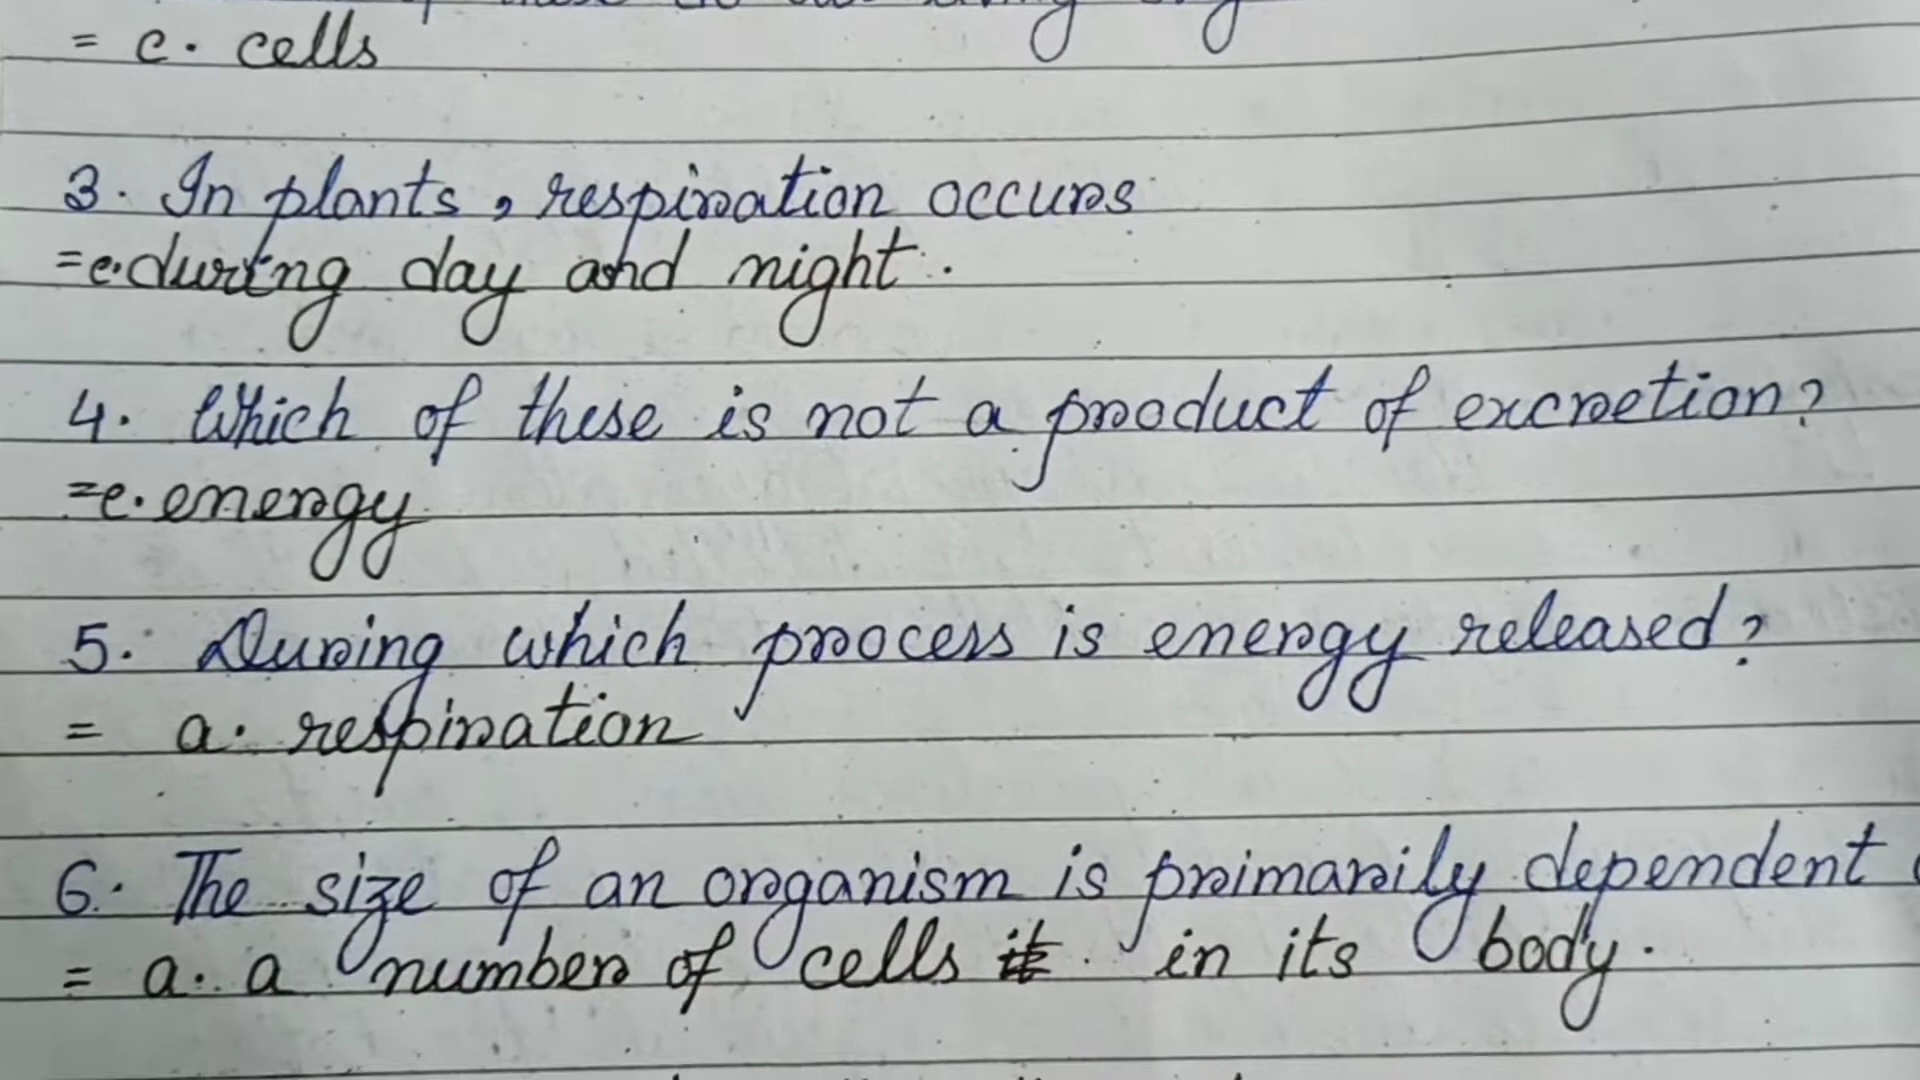 = c. cells
3. In plants, respiration occurs
= c. during day and night.
4. Which of these is not a product of excretion?
= c. energy
5. During which process is energy released?
= a. respiration
6. The size of an organism is primarily dependent
= a. a number of cells in its body.